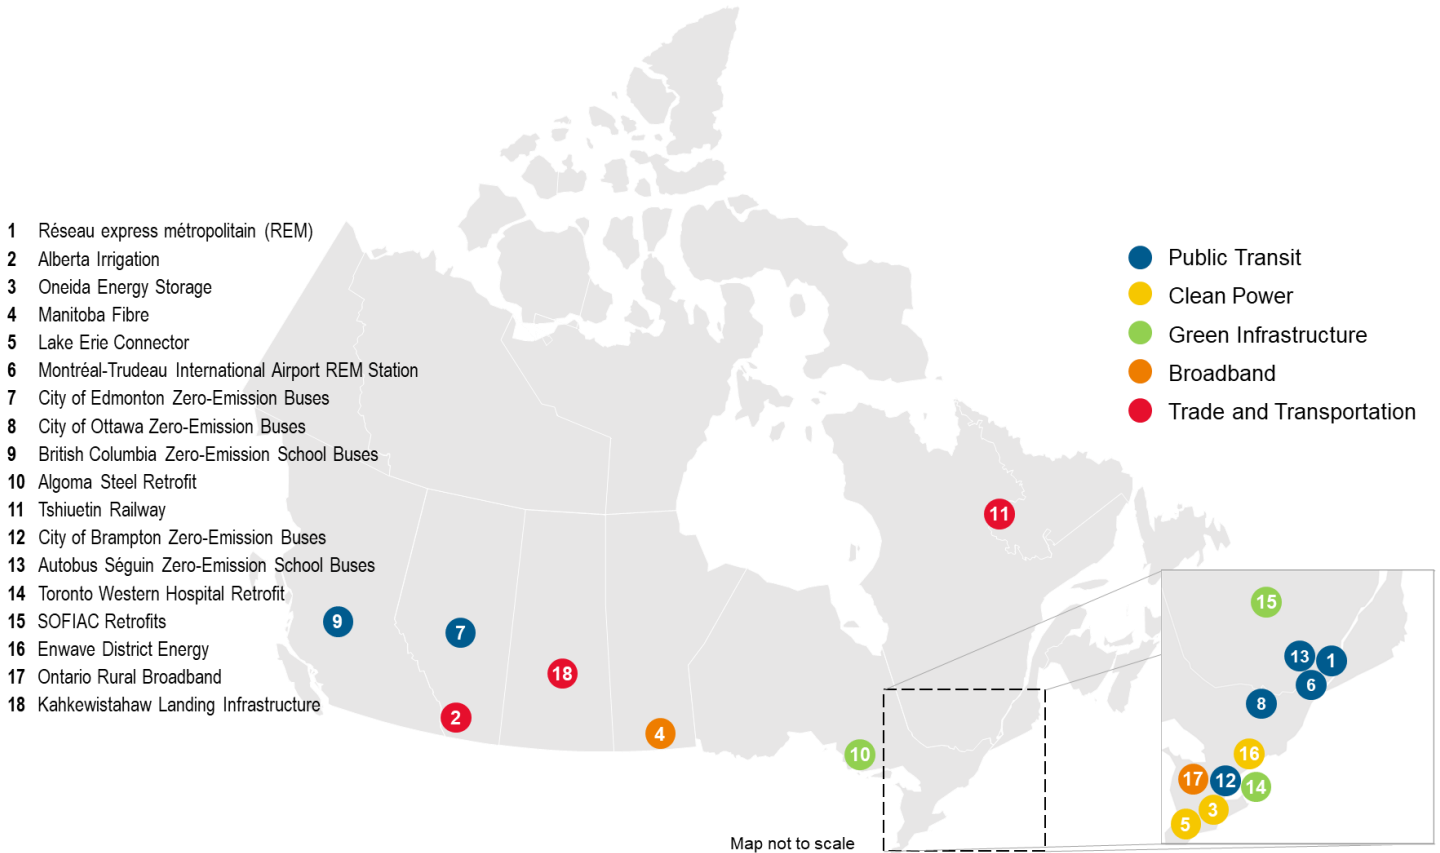 1 Réseau express métropolitain (REM)
2 Alberta Irrigation
3 Oneida Energy Storage
4 Manitoba Fibre
5 Lake Erie Connector
6 Montréal-Trudeau International Airport REM Station
7 City of Edmonton Zero-Emission Buses
8 City of Ottawa Zero-Emission Buses
9 British Columbia Zero-Emission School Buses
10 Algoma Steel Retrofit
11 Tshiuetin Railway
12 City of Brampton Zero-Emission Buses
13 Autobus Séguin Zero-Emission School Buses
14 Toronto Western Hospital Retrofit
15 SOFIAC Retrofits
16 Enwave District Energy
17 Ontario Rural Broadband
18 Kahkewistahaw Landing Infrastructure
Public Transit
Clean Power
Green Infrastructure
Broadband
Trade and Transportation
11
9
7
18
2
4
10
15
13
1
6
8
16
17
12
14
3
5
Map not to scale